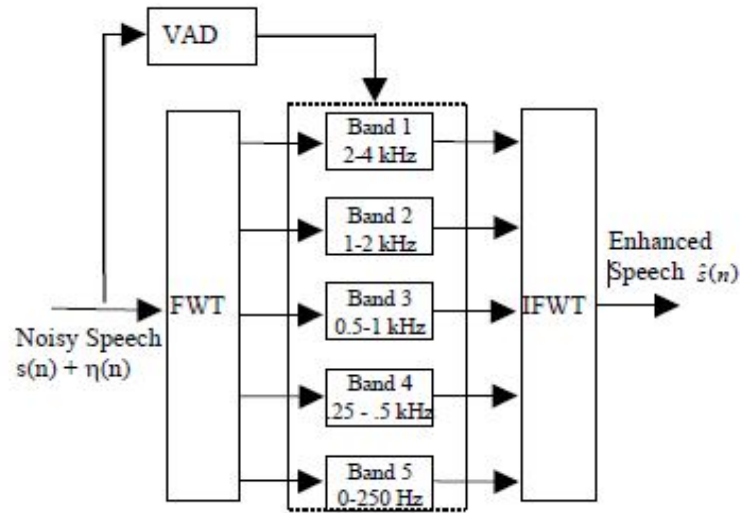 VAD
Band 1
2-4 kHz
Band 2
1-2 kHz
Band 3
0.5-1 kHz
Band 4
.25 - .5 kHz
Band 5
0-250 Hz
FWT
IFWT
Noisy Speech
s(n) + η(n)
Enhanced
Speech ŝ(n)